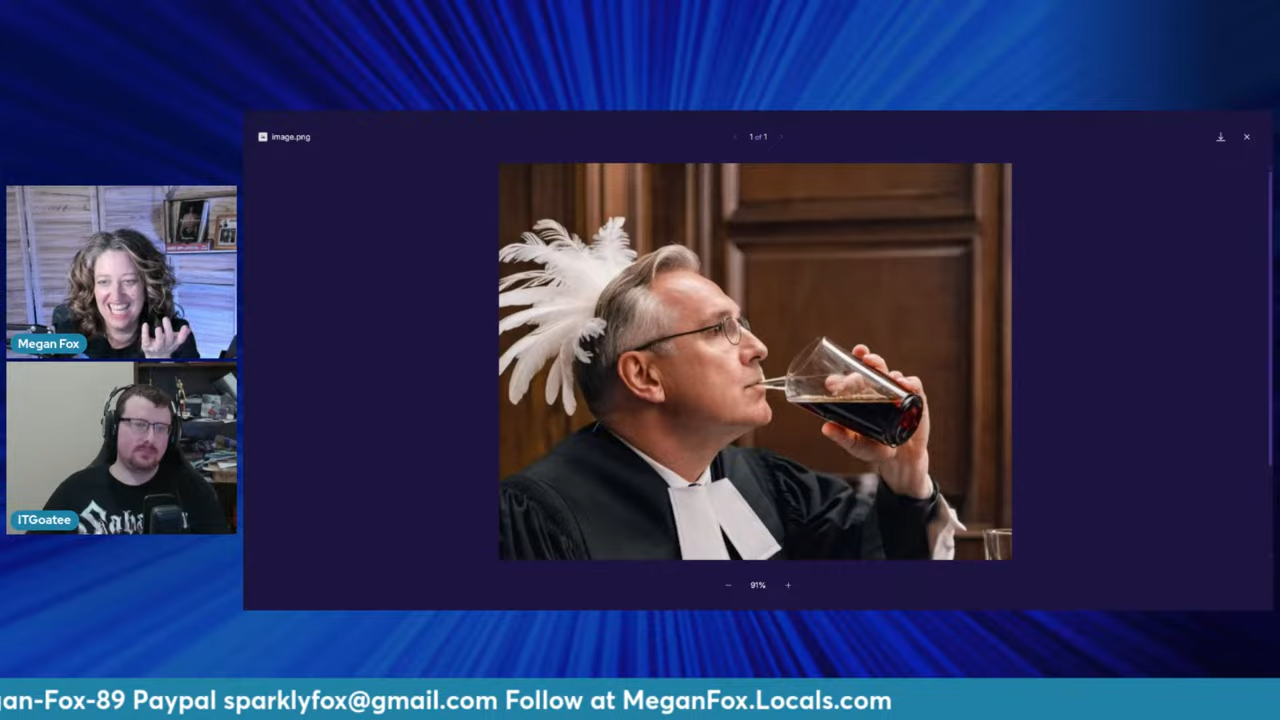 image.png
1 of 1
Megan Fox
ITGoatee
91%
an-Fox-89 Paypal sparklyfox@gmail.com Follow at MeganFox.Locals.com